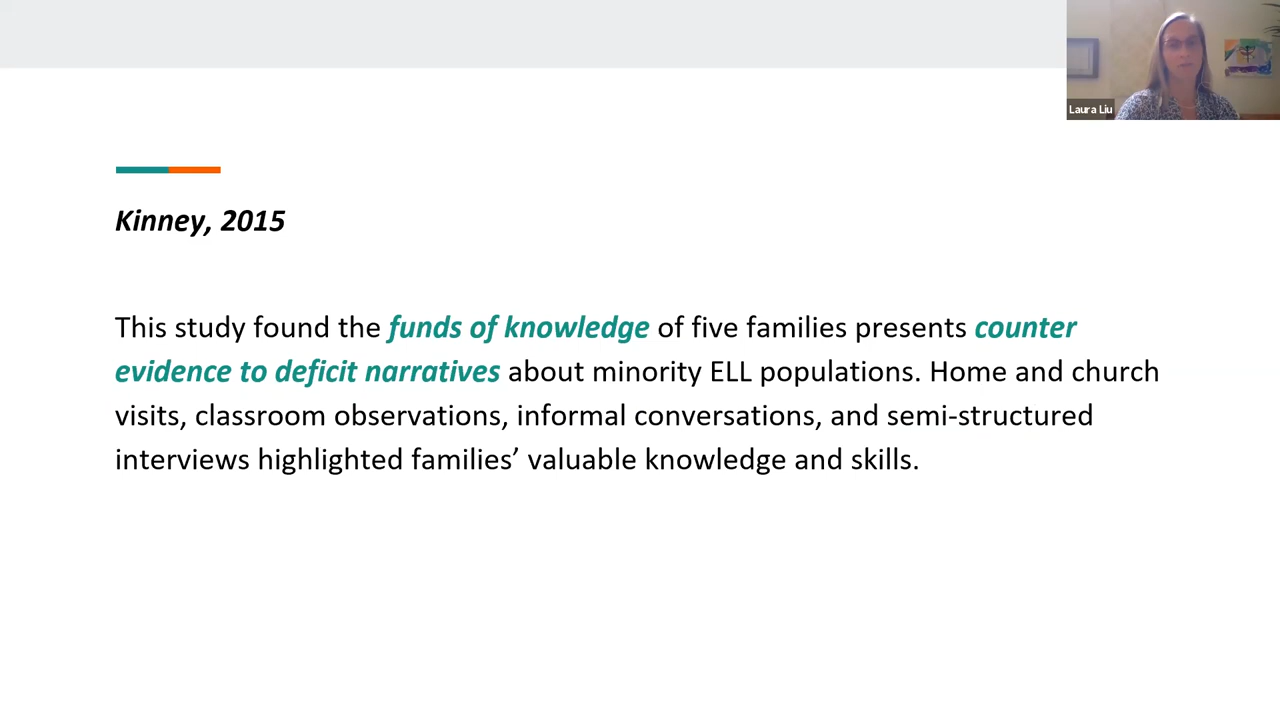 Laura Liu
Kinney, 2015
This study found the funds of knowledge of five families presents counter
evidence to deficit narratives about minority ELL populations. Home and church
visits, classroom observations, informal conversations, and semi-structured
interviews highlighted families’ valuable knowledge and skills.